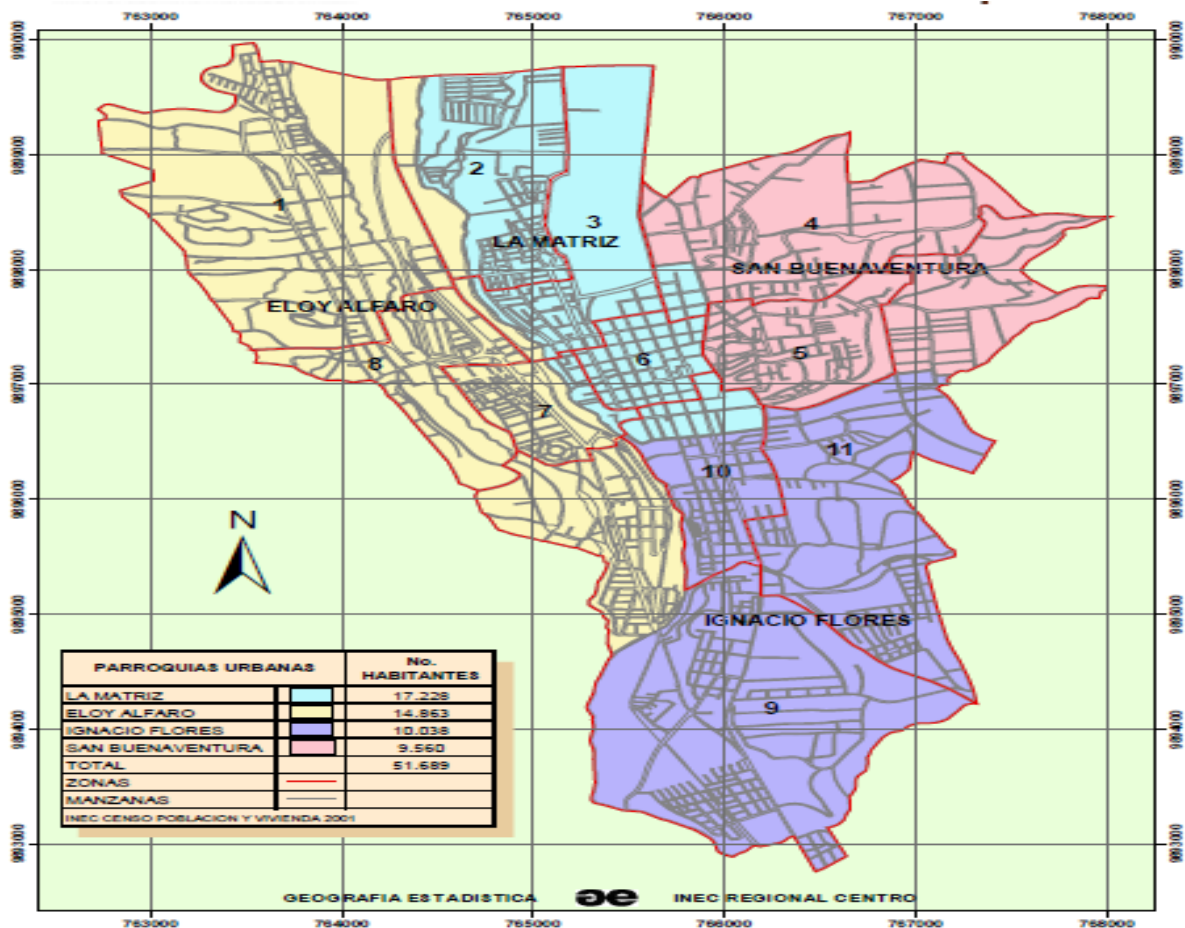 763000 764000 765000 766000 767000 768000
2
3
LA MATRIZ
1
4
SAN BUENAVENTURA
ELOY ALFARO
8
6
5
7
10
11
N
IGNACIO FLORES
9
PARROQUIAS URBANAS No. HABITANTES
LA MATRIZ 17.228
ELOY ALFARO 14.863
IGNACIO FLORES 10.038
SAN BUENAVENTURA 9.560
TOTAL 51.689
ZONAS
MANZANAS
INEC CENSO POBLACION Y VIVIENDA 2001
GEOGRAFIA ESTADISTICA ge INEC REGIONAL CENTRO
763000 764000 765000 766000 767000 768000